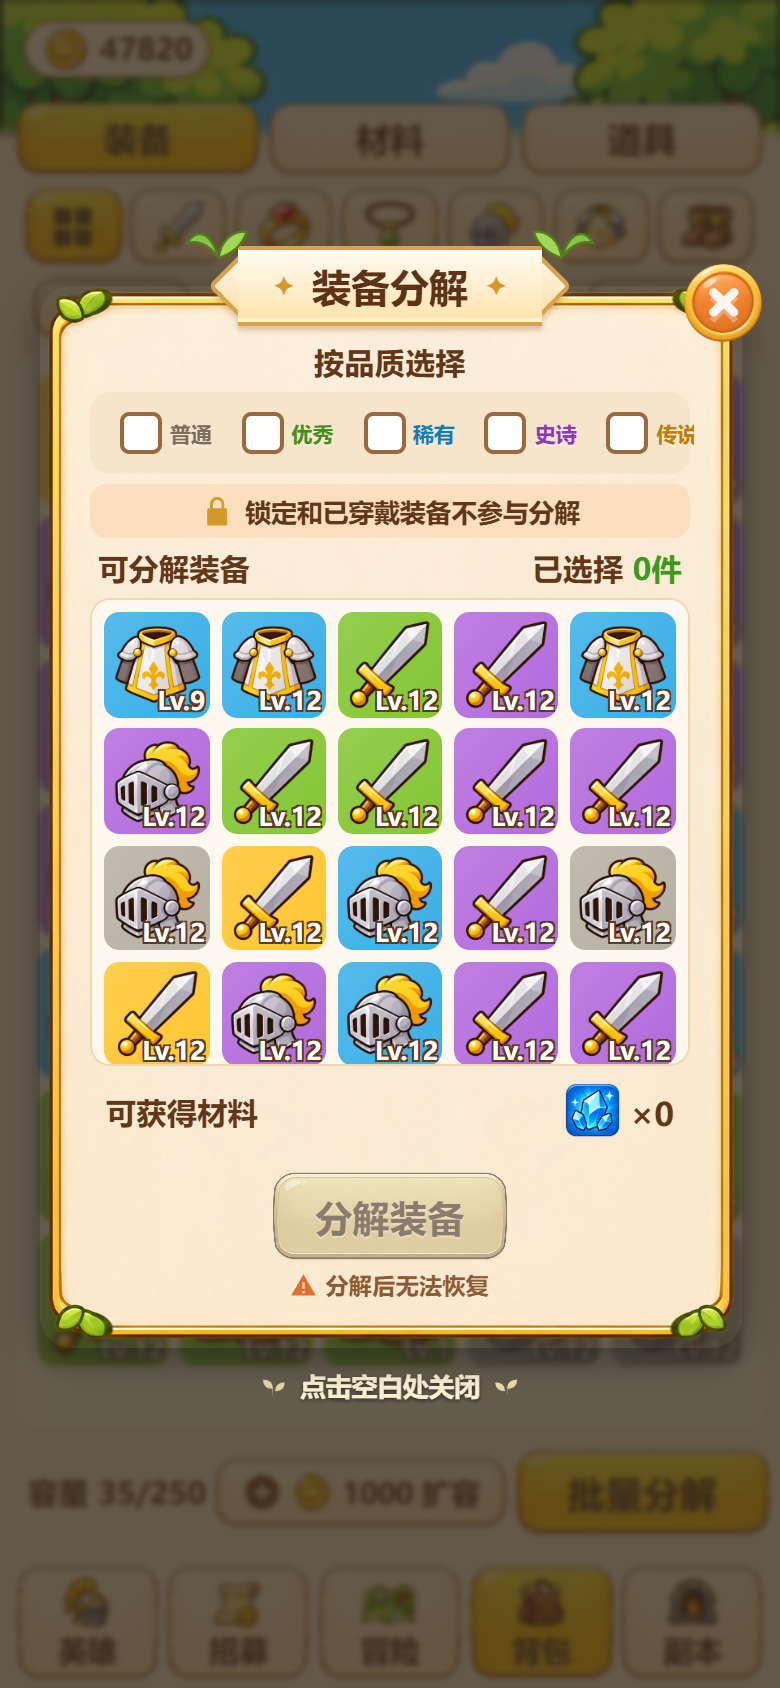 47820
装备 材料 道具
装备分解
按品质选择
普通 优秀 稀有 史诗 传说
锁定和已穿戴装备不参与分解
可分解装备 已选择 0件
Lv.9 Lv.12 Lv.12 Lv.12 Lv.12
Lv.12 Lv.12 Lv.12 Lv.12 Lv.12
Lv.12 Lv.12 Lv.12 Lv.12 Lv.12
Lv.12 Lv.12 Lv.12 Lv.12 Lv.12
可获得材料 ×0
分解装备
分解后无法恢复
点击空白处关闭
容量 35/250 1000 扩容 批量分解
英雄 招募 冒险 背包 副本